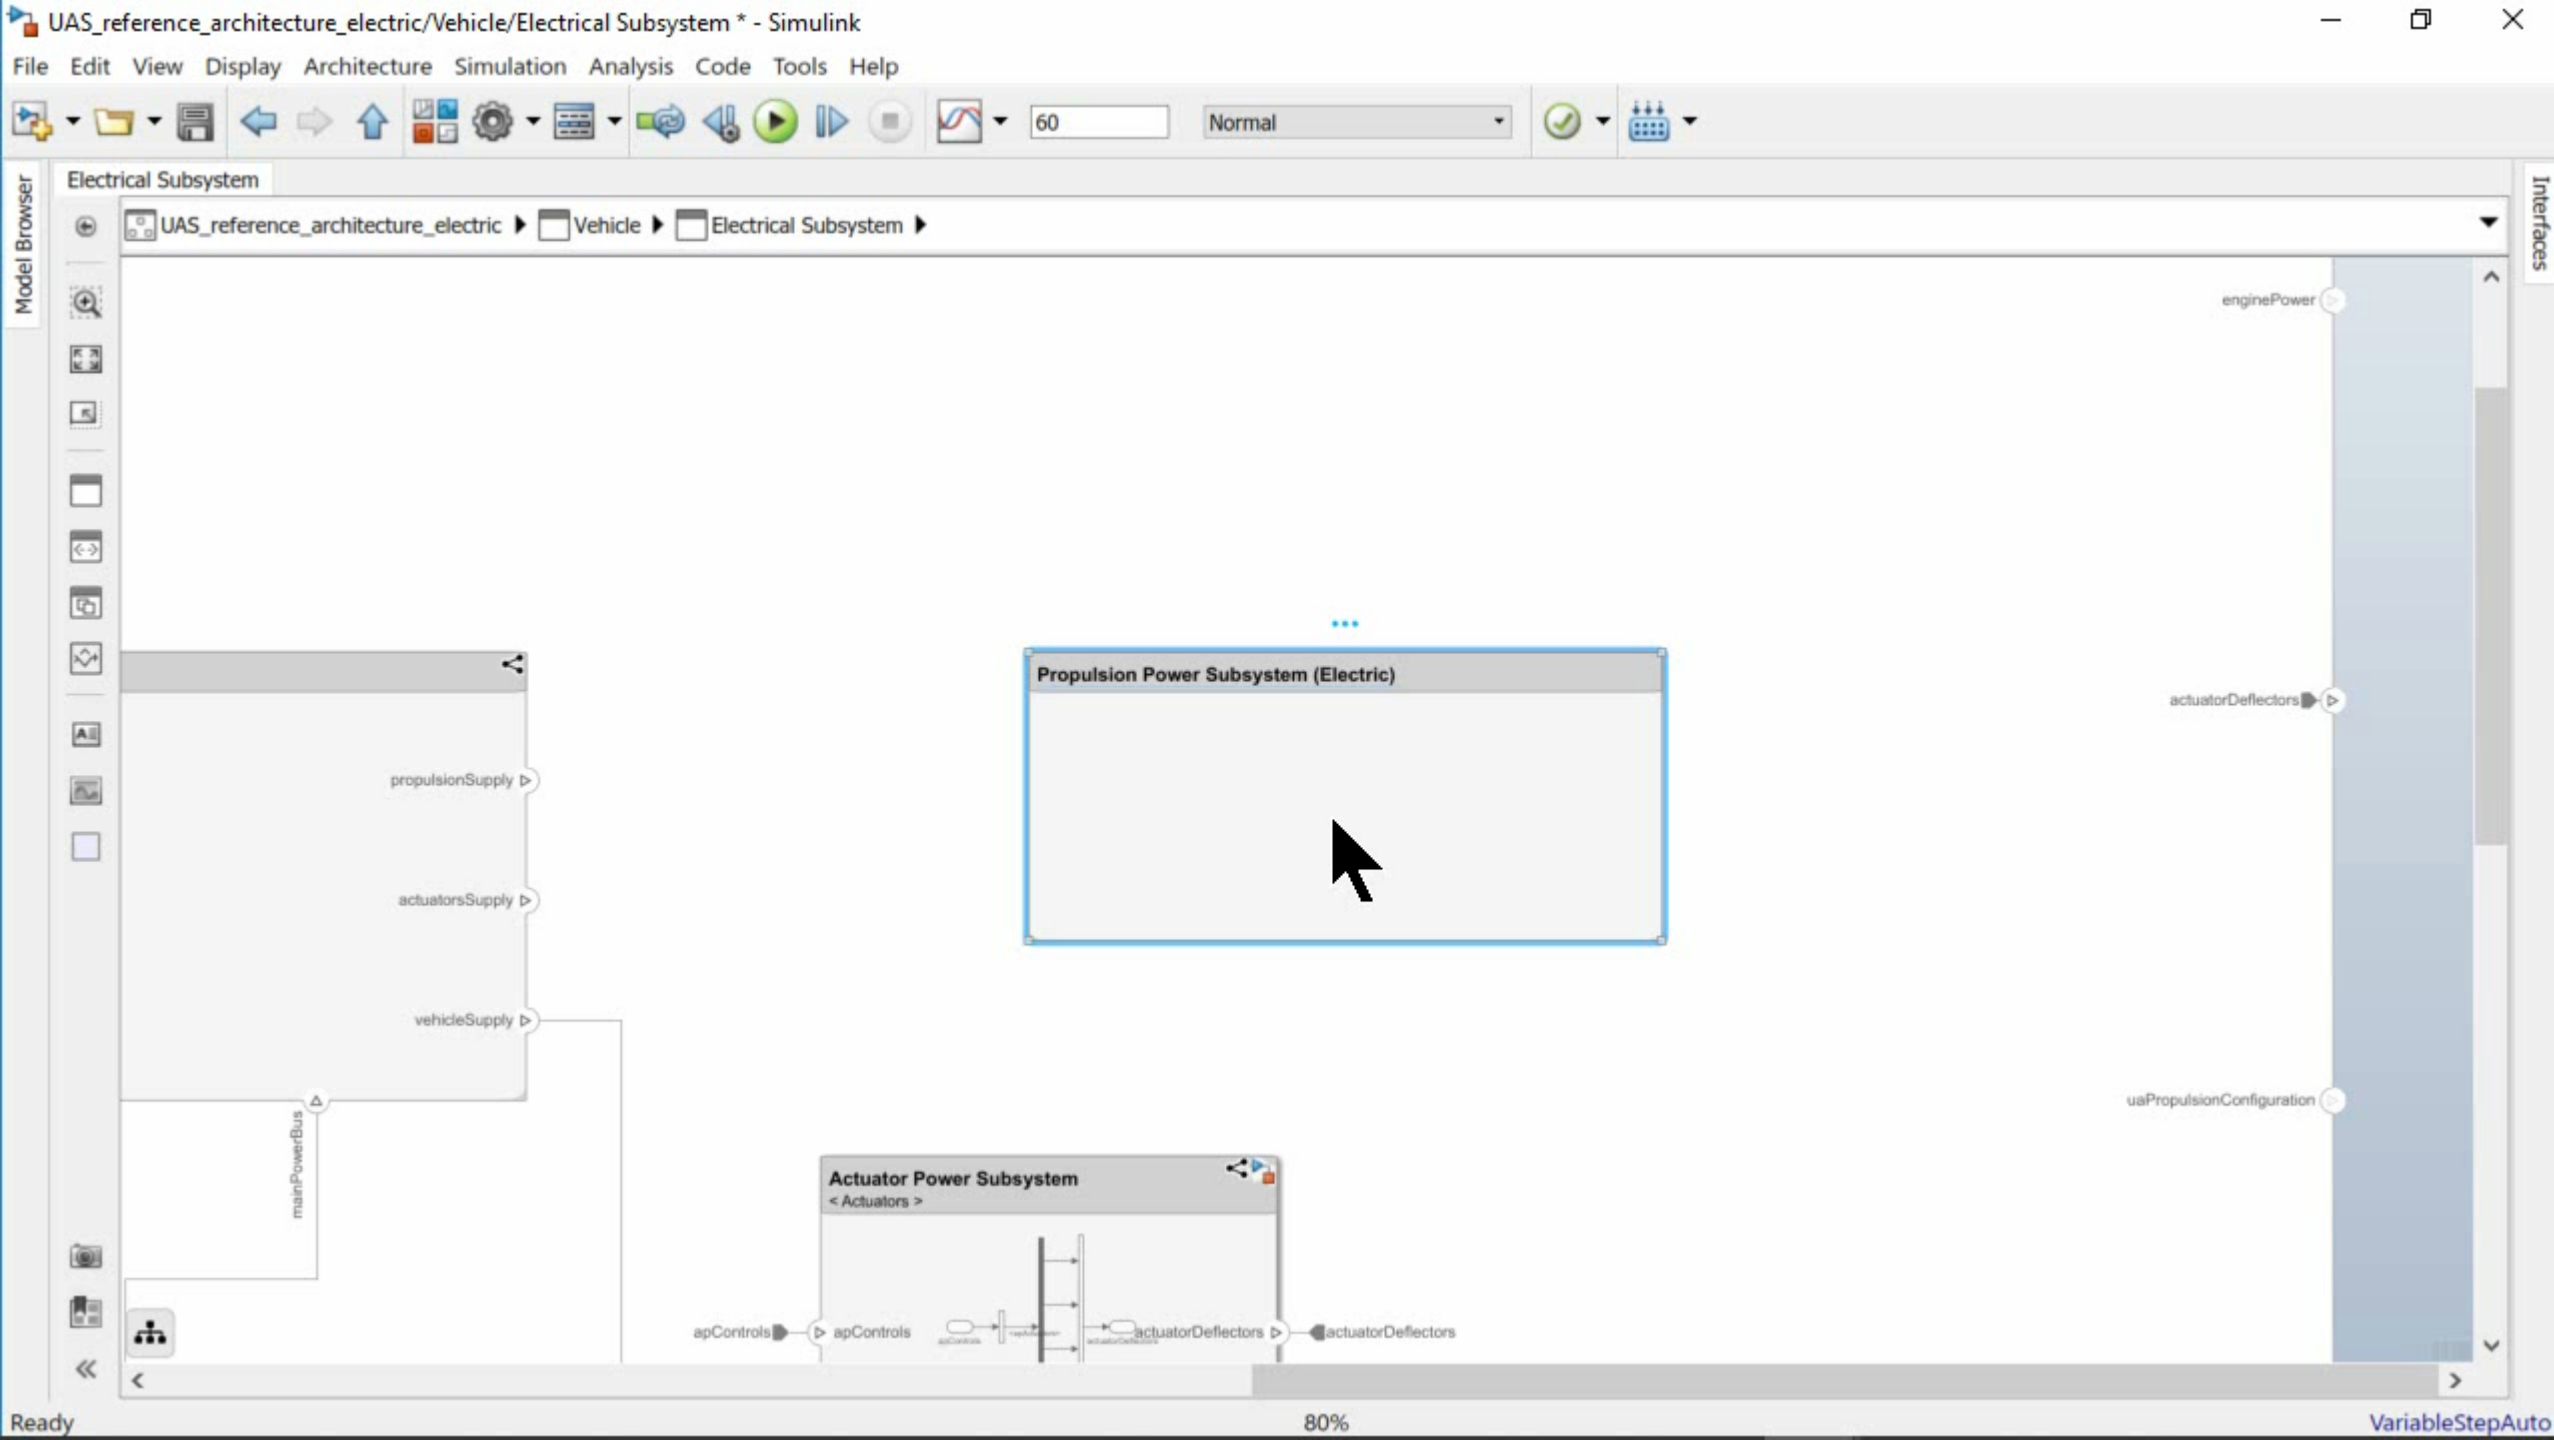 UAS_reference_architecture_electric/Vehicle/Electrical Subsystem * - Simulink
File Edit View Display Architecture Simulation Analysis Code Tools Help
60
Normal
Model Browser
Electrical Subsystem
Interfaces
UAS_reference_architecture_electric Vehicle Electrical Subsystem
enginePower
Propulsion Power Subsystem (Electric)
actuatorDeflectors
propulsionSupply
actuatorsSupply
vehicleSupply
uaPropulsionConfiguration
mainPowerBus
Actuator Power Subsystem
< Actuators >
apControls
apControls
actuatorDeflectors
actuatorDeflectors
Ready
80%
VariableStepAuto